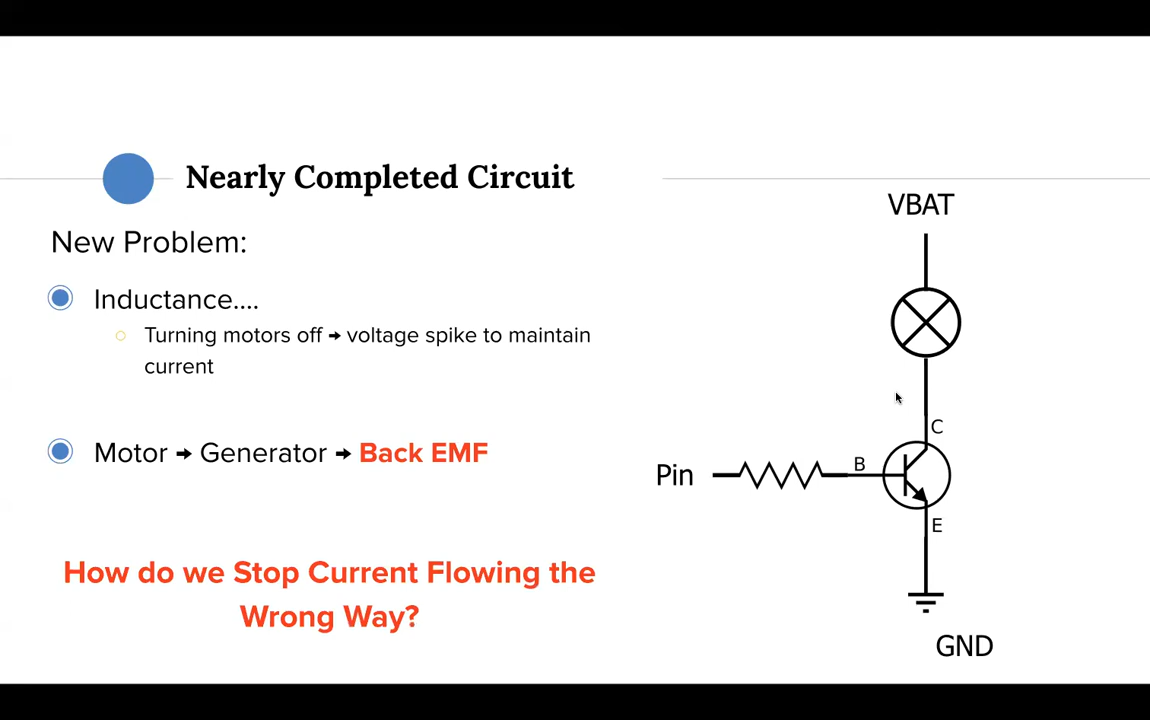 Nearly Completed Circuit
New Problem:
Inductance....
Turning motors off → voltage spike to maintain
current
Motor → Generator → Back EMF
How do we Stop Current Flowing the
Wrong Way?
VBAT
C
Pin
B
E
GND